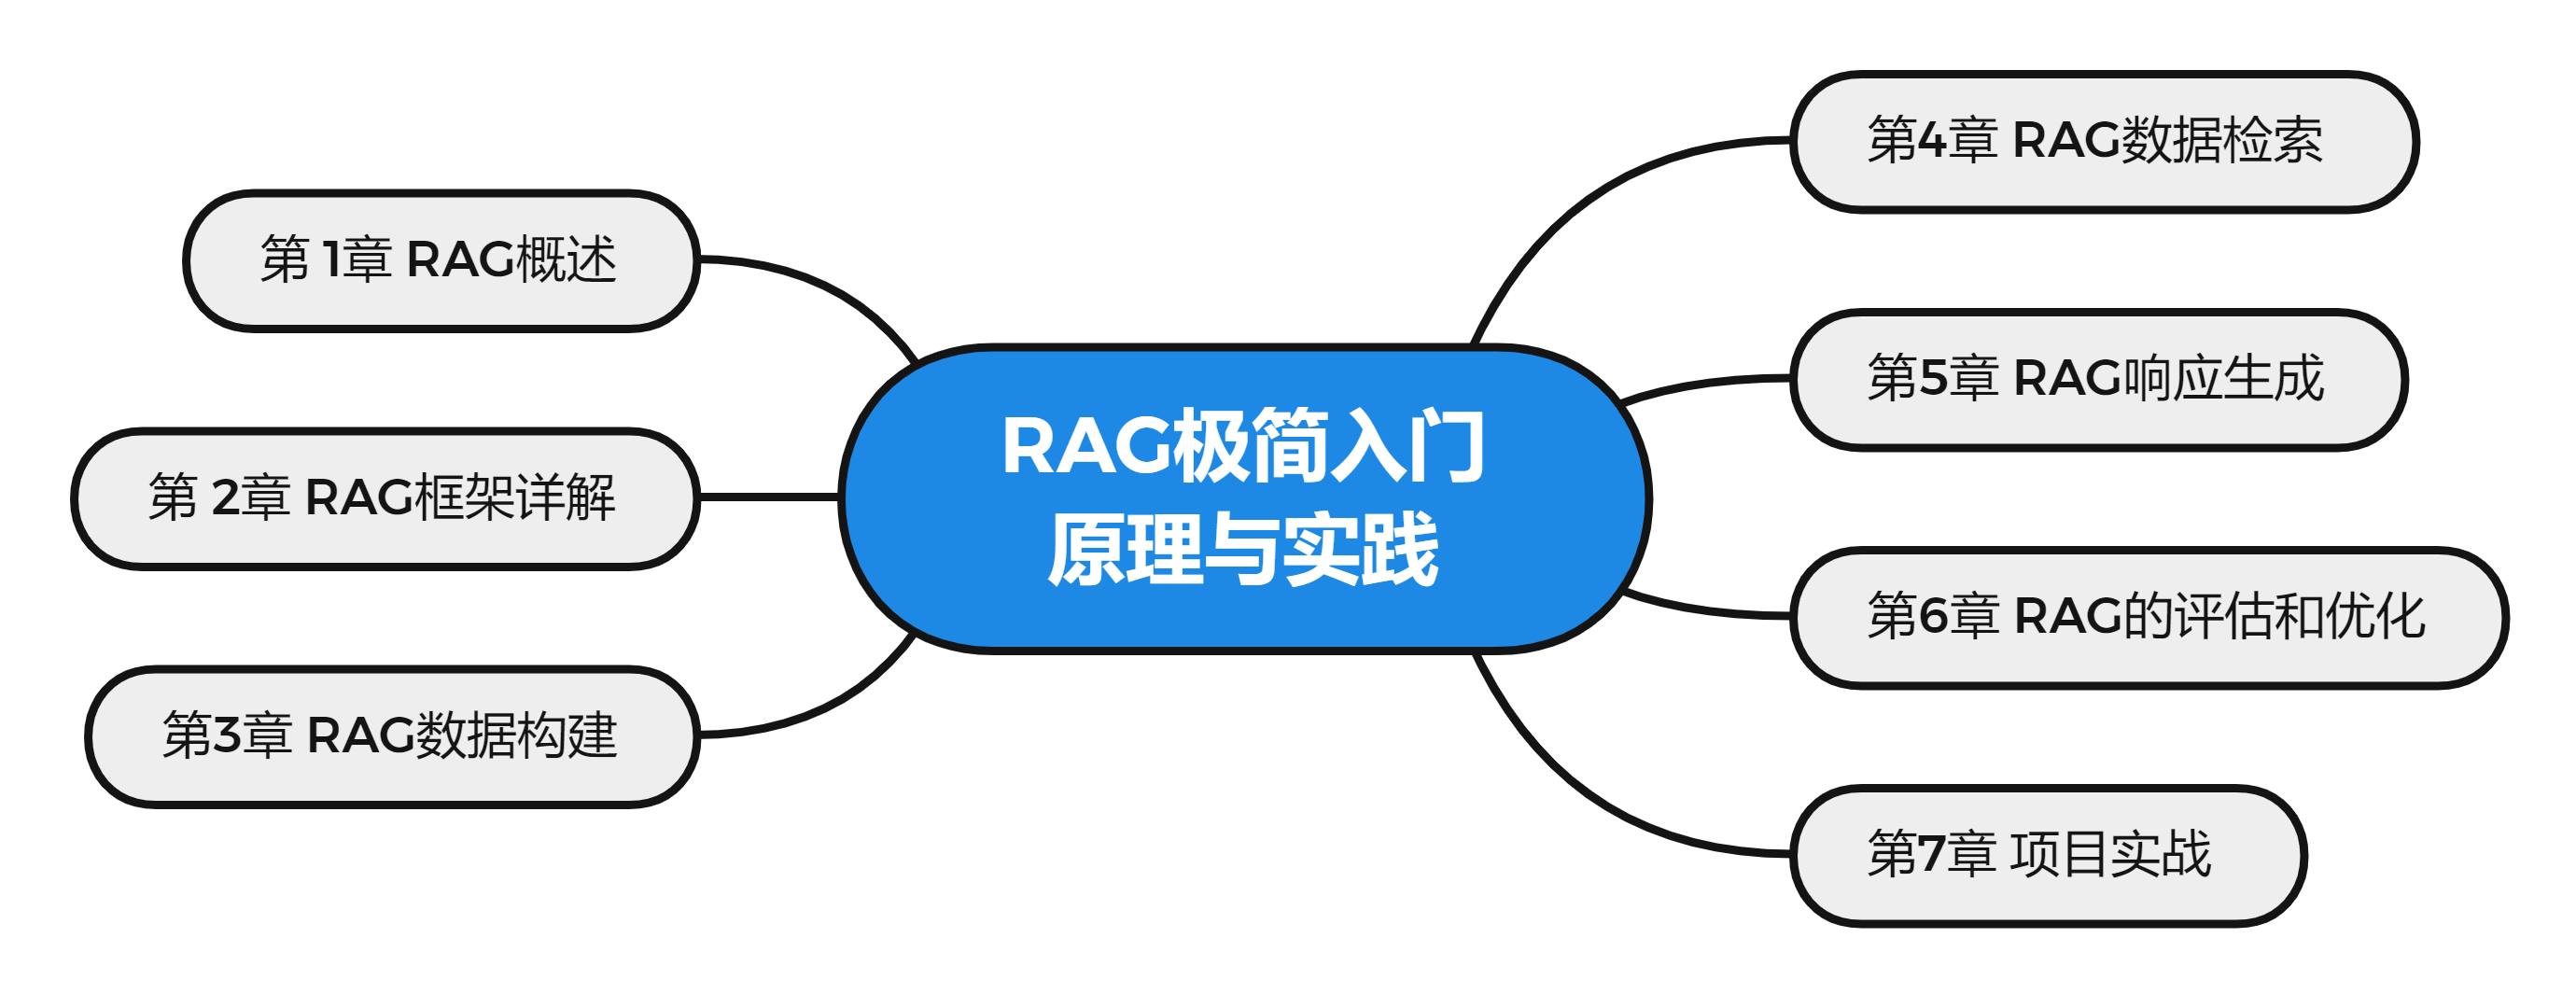 RAG极简入门
原理与实践
第 1章 RAG概述
第 2章 RAG框架详解
第3章 RAG数据构建
第4章 RAG数据检索
第5章 RAG响应生成
第6章 RAG的评估和优化
第7章 项目实战